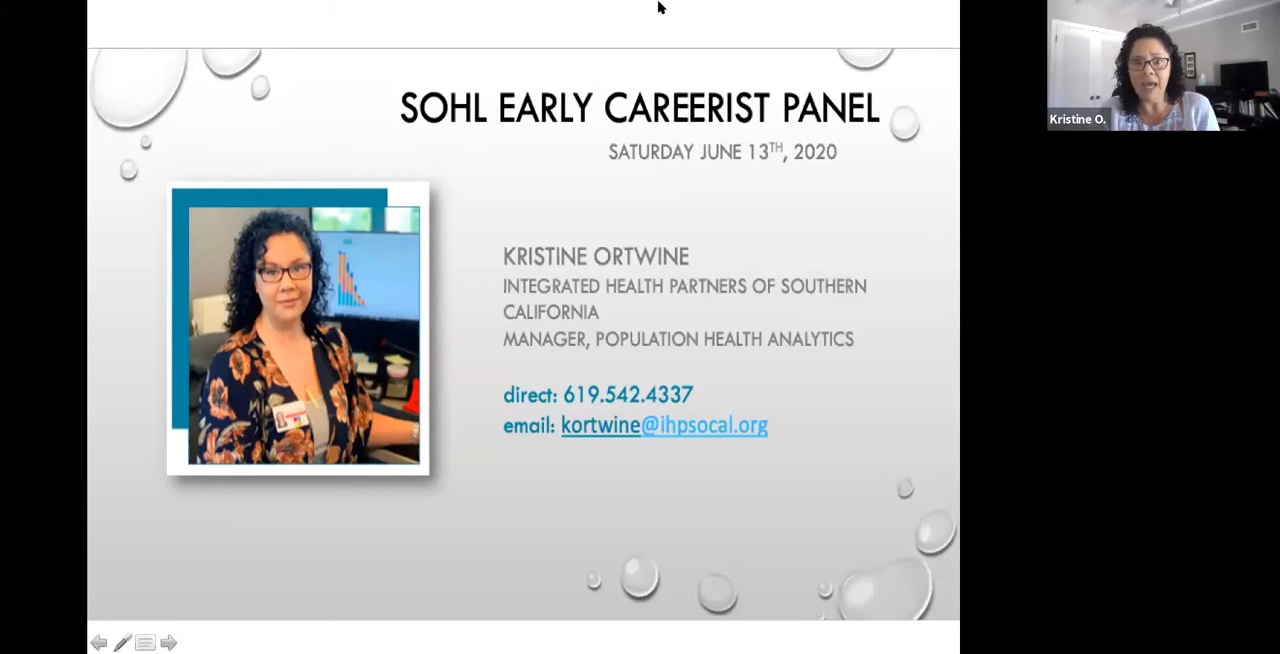 SOHL EARLY CAREERIST PANEL
SATURDAY JUNE 13TH, 2020
Kristine O.
KRISTINE ORTWINE
INTEGRATED HEALTH PARTNERS OF SOUTHERN
CALIFORNIA
MANAGER, POPULATION HEALTH ANALYTICS
direct: 619.542.4337
email: kortwine@ihpsocal.org